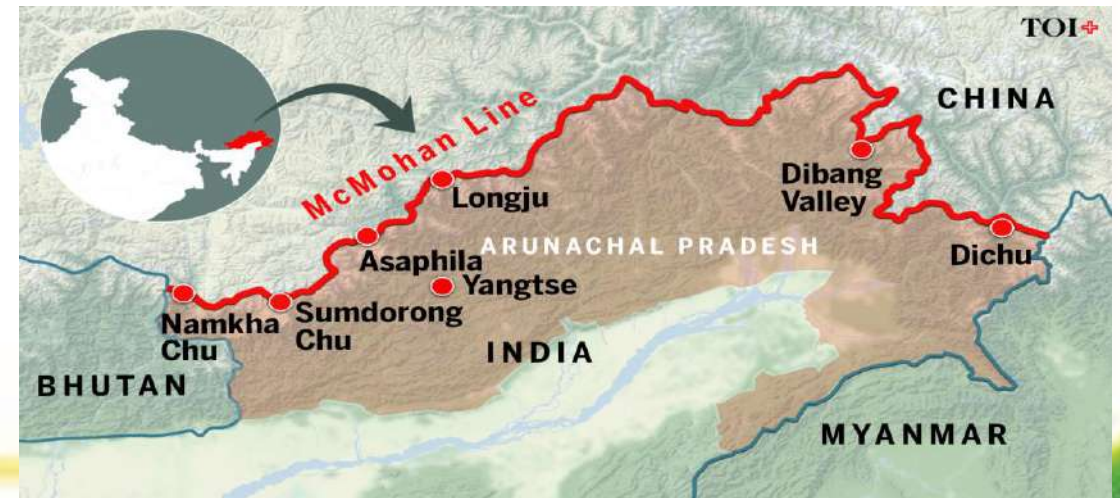 TOI+
CHINA
McMohan Line
Dibang
Valley
Longju
ARUNACHAL PRADESH
Dichu
Asaphila
Yangtse
Namkha
Chu
Sumdorong
Chu
INDIA
BHUTAN
MYANMAR